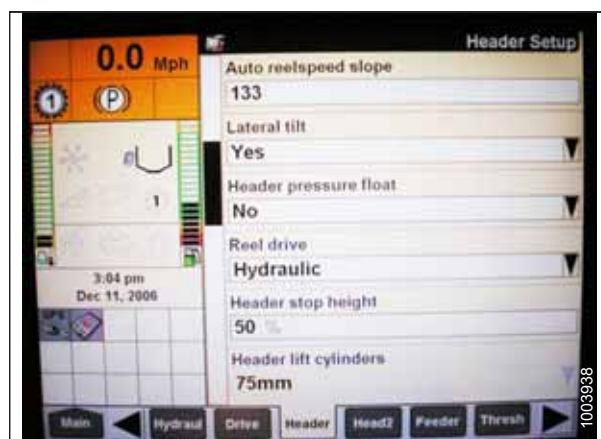 0.0 Mph
Header Setup
1
(P)
Auto reelspeed slope
133
Lateral tilt
Yes
Header pressure float
No
Reel drive
Hydraulic
Header stop height
50 %
Header lift cylinders
75mm
1
3:04 pm
Dec 11, 2006
GPS
Main
Hydraul
Drive
Header
Head2
Feeder
Thresh
1003938